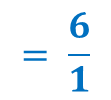 = 6/1